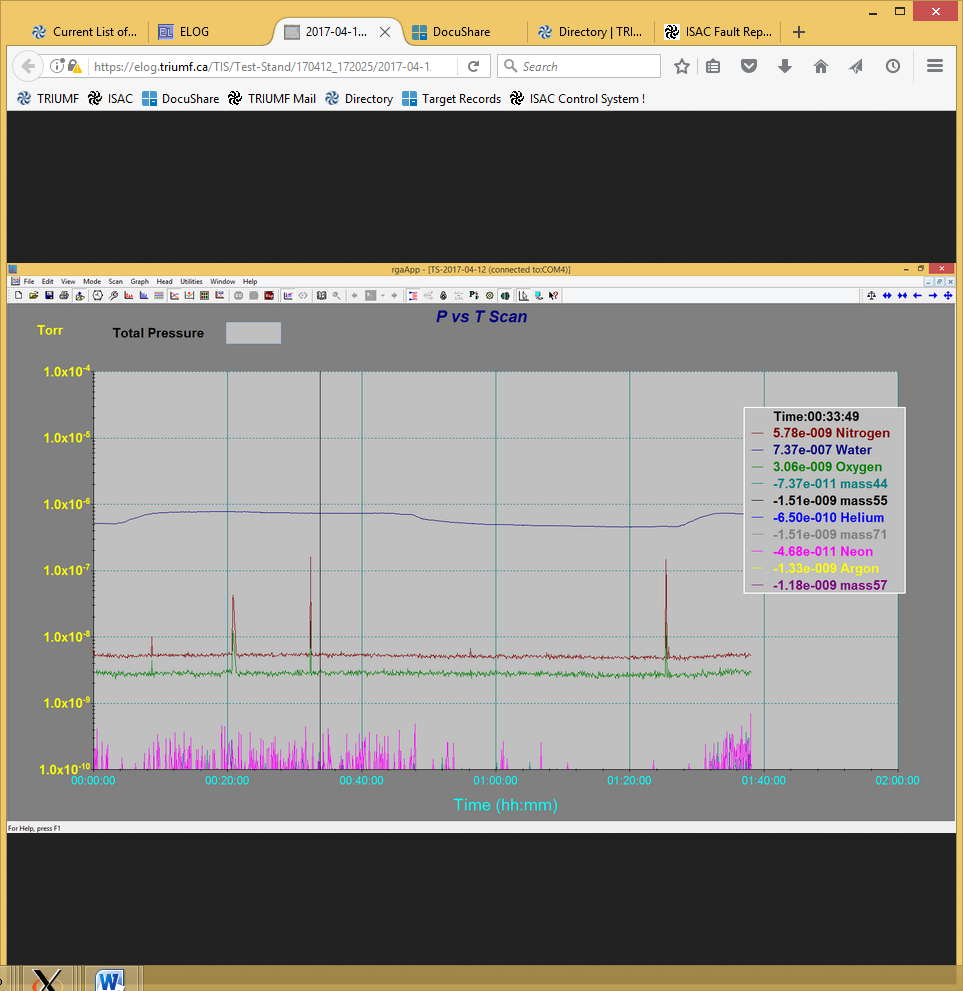 Current List of...
ELOG
2017-04-1...
DocuShare
Directory | TRI...
ISAC Fault Rep...
https://elog.triumf.ca/TIS/Test-Stand/170412_172025/2017-04-1
Search
TRIUMF ISAC DocuShare TRIUMF Mail Directory Target Records ISAC Control System !
rgaApp - [TS-2017-04-12 (connected to:COM4)]
File Edit View Mode Scan Graph Head Utilities Window Help
P vs T Scan
Torr
Total Pressure
1.0x10-4
1.0x10-5
1.0x10-6
1.0x10-7
1.0x10-8
1.0x10-9
1.0x10-10
Time:00:33:49
5.78e-009 Nitrogen
7.37e-007 Water
3.06e-009 Oxygen
-7.37e-011 mass44
-1.51e-009 mass55
-6.50e-010 Helium
-1.51e-009 mass71
-4.68e-011 Neon
-1.33e-009 Argon
-1.18e-009 mass57
00:00:00 00:20:00 00:40:00 01:00:00 01:20:00 01:40:00 02:00:00
Time (hh:mm)
For Help, press F1